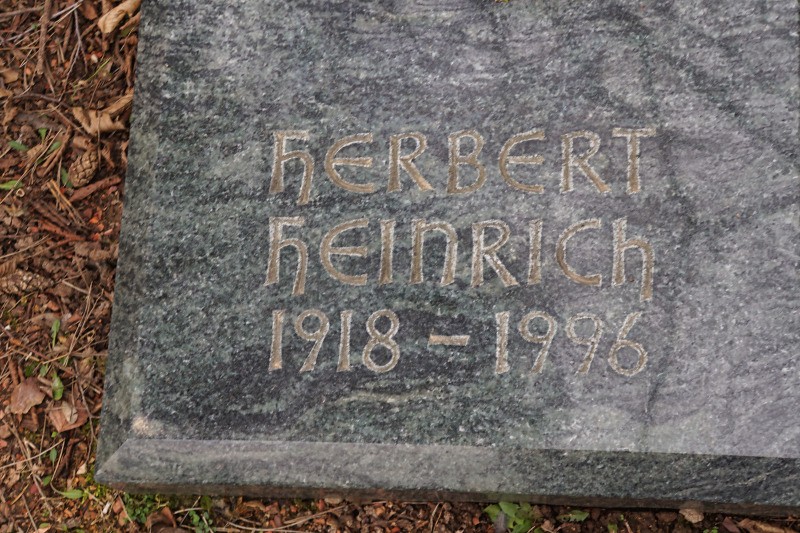 HERBERT
HEINRICH
1918 – 1996